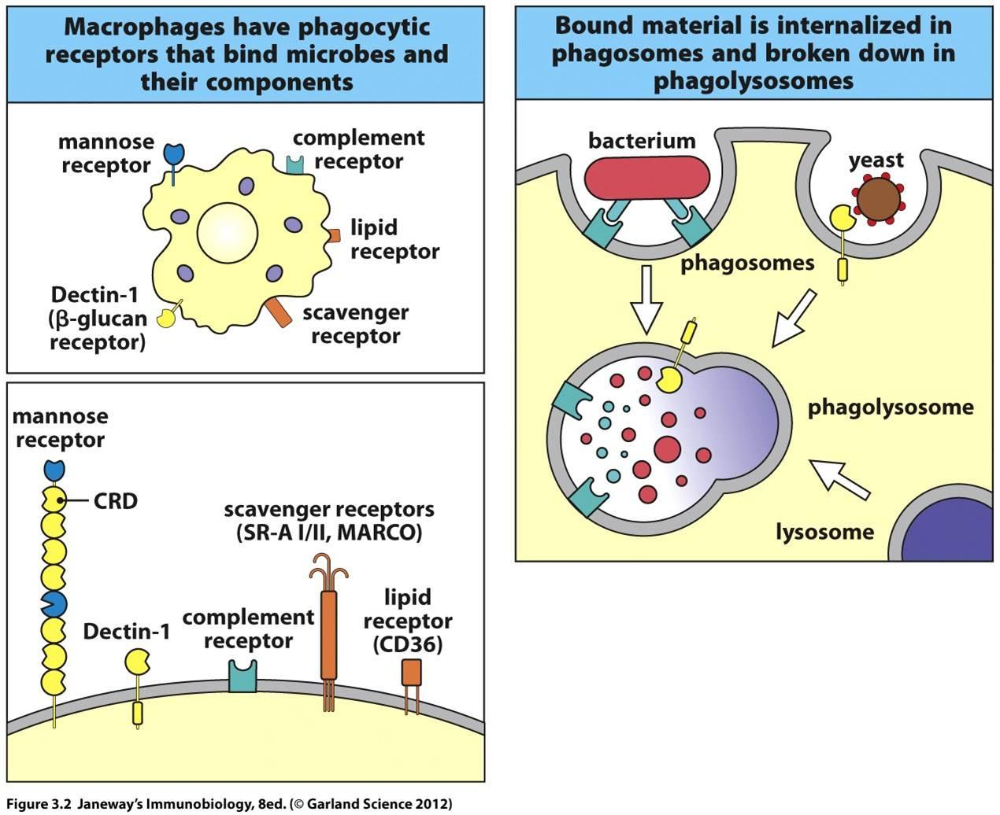 Macrophages have phagocytic
receptors that bind microbes and
their components
mannose
receptor
complement
receptor
lipid
receptor
Dectin-1
(β-glucan
receptor)
scavenger
receptor
mannose
receptor
CRD
scavenger receptors
(SR-A I/II, MARCO)
lipid
receptor
(CD36)
complement
receptor
Dectin-1
Bound material is internalized in
phagosomes and broken down in
phagolysosomes
bacterium
yeast
phagosomes
phagolysosome
lysosome
Figure 3.2 Janeway’s Immunobiology, 8ed. (© Garland Science 2012)